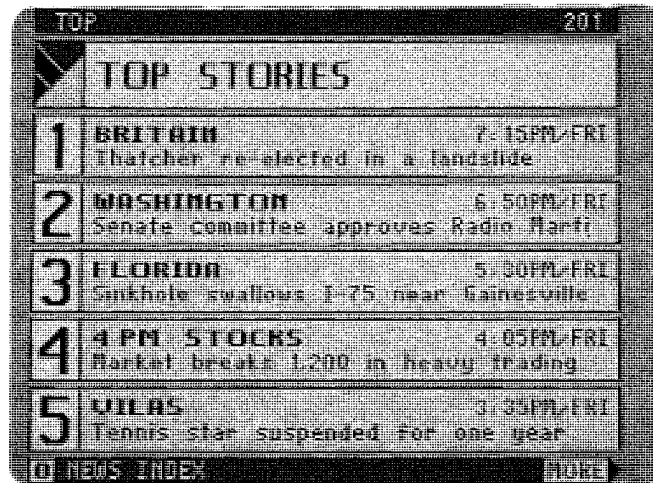 TOP 201
TOP STORIES
1 BRITAIN 7:15PM/FRI
Thatcher re-elected in a landslide
2 WASHINGTON 6:50PM/FRI
Senate committee approves Radio Marti
3 FLORIDA 5:30PM/FRI
Sinkhole swallows I-75 near Gainesville
4 4 PM STOCKS 4:05PM/FRI
Market breaks 1,200 in heavy trading
5 VILAS 3:35PM/FRI
Tennis star suspended for one year
0 NEWS INDEX MORE